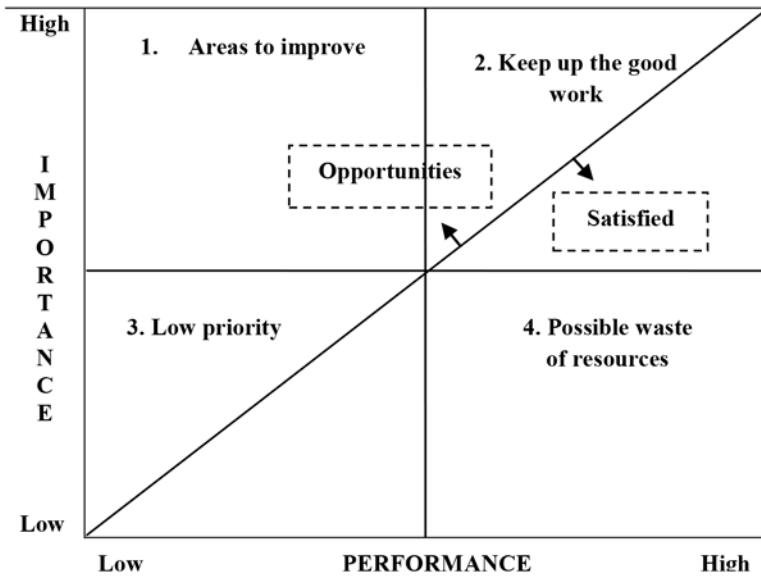 High
1. Areas to improve
2. Keep up the good
work
Opportunities
Satisfied
IMPORTANCE
3. Low priority
4. Possible waste
of resources
Low
Low PERFORMANCE High